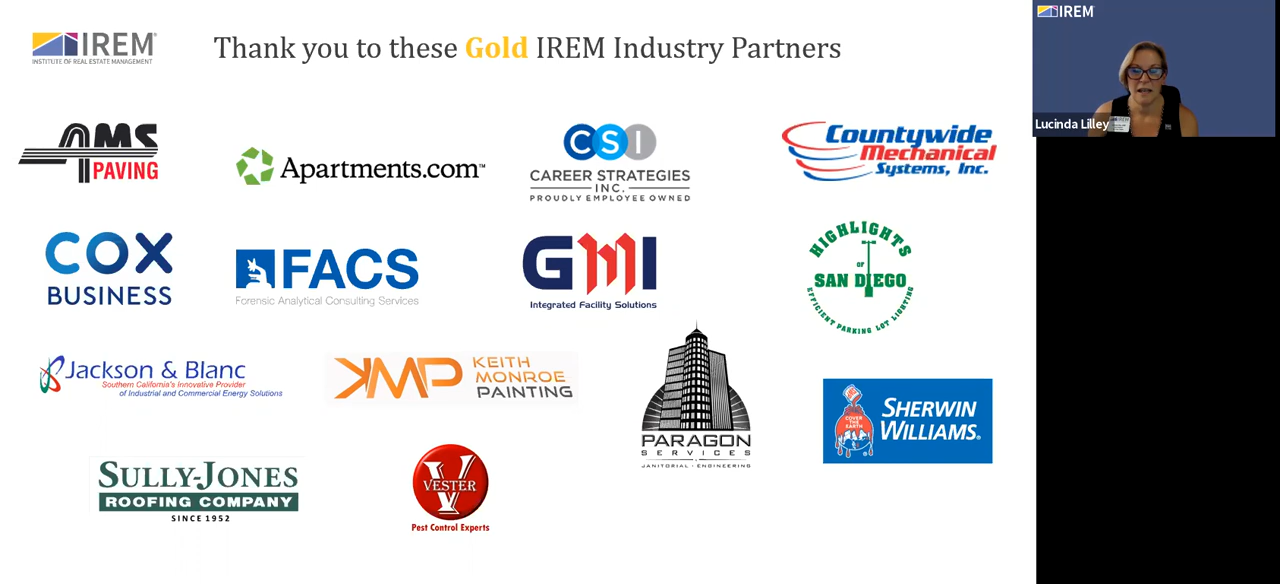 IREM
INSTITUTE OF REAL ESTATE MANAGEMENT
Thank you to these Gold IREM Industry Partners
IREM
Lucinda Lilley
AMS
PAVING
Apartments.com™
CSI
CAREER STRATEGIES
INC.
PROUDLY EMPLOYEE OWNED
Countywide
Mechanical
Systems, Inc.
COX
BUSINESS
FACS
Forensic Analytical Consulting Services
GMI
Integrated Facility Solutions
HIGHLIGHTS
OF
SAN DIEGO
EFFICIENT PARKING LOT LIGHTING
Jackson & Blanc
Southern California's Innovative Provider
of Industrial and Commercial Energy Solutions
KMP
KEITH
MONROE
PAINTING
PARAGON
SERVICES
JANITORIAL • ENGINEERING
COVER
THE
EARTH
SHERWIN
WILLIAMS®
SULLY-JONES
ROOFING COMPANY
SINCE 1952
V
VESTER
Pest Control Experts